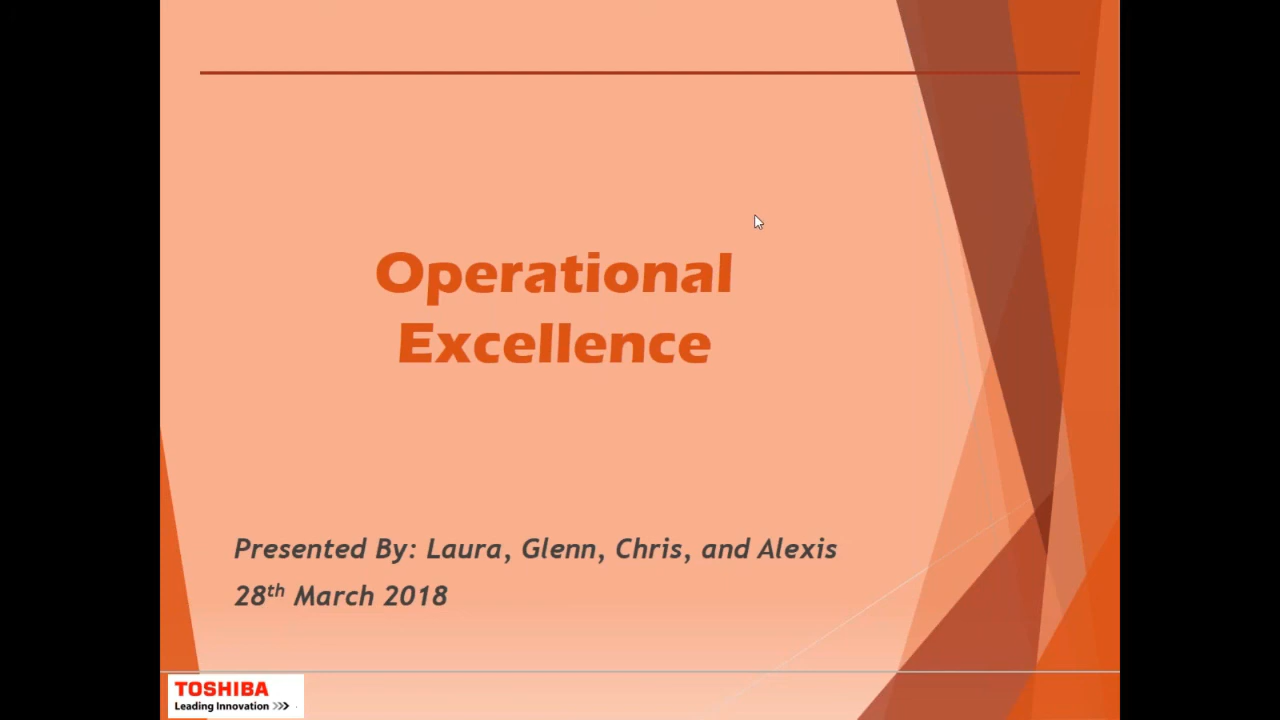 Operational
Excellence
Presented By: Laura, Glenn, Chris, and Alexis
28th March 2018
TOSHIBA
Leading Innovation >>>